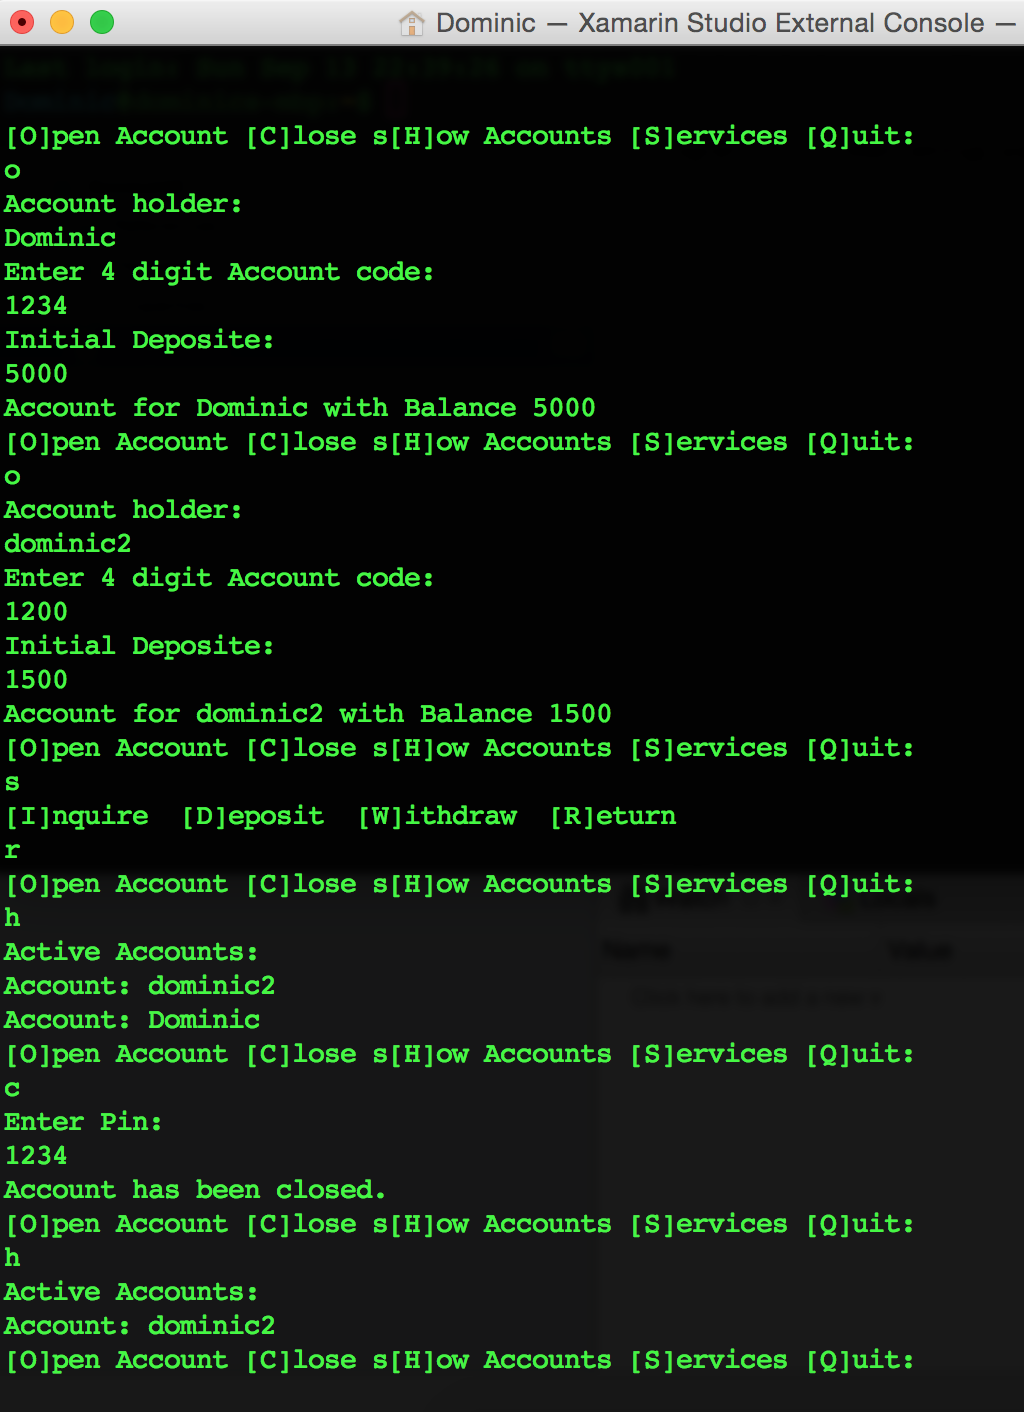 Dominic — Xamarin Studio External Console —
[O]pen Account [C]lose s[H]ow Accounts [S]ervices [Q]uit:
o
Account holder:
Dominic
Enter 4 digit Account code:
1234
Initial Deposite:
5000
Account for Dominic with Balance 5000
[O]pen Account [C]lose s[H]ow Accounts [S]ervices [Q]uit:
o
Account holder:
dominic2
Enter 4 digit Account code:
1200
Initial Deposite:
1500
Account for dominic2 with Balance 1500
[O]pen Account [C]lose s[H]ow Accounts [S]ervices [Q]uit:
s
[I]nquire  [D]eposit  [W]ithdraw  [R]eturn
r
[O]pen Account [C]lose s[H]ow Accounts [S]ervices [Q]uit:
h
Active Accounts:
Account: dominic2
Account: Dominic
[O]pen Account [C]lose s[H]ow Accounts [S]ervices [Q]uit:
c
Enter Pin:
1234
Account has been closed.
[O]pen Account [C]lose s[H]ow Accounts [S]ervices [Q]uit:
h
Active Accounts:
Account: dominic2
[O]pen Account [C]lose s[H]ow Accounts [S]ervices [Q]uit: